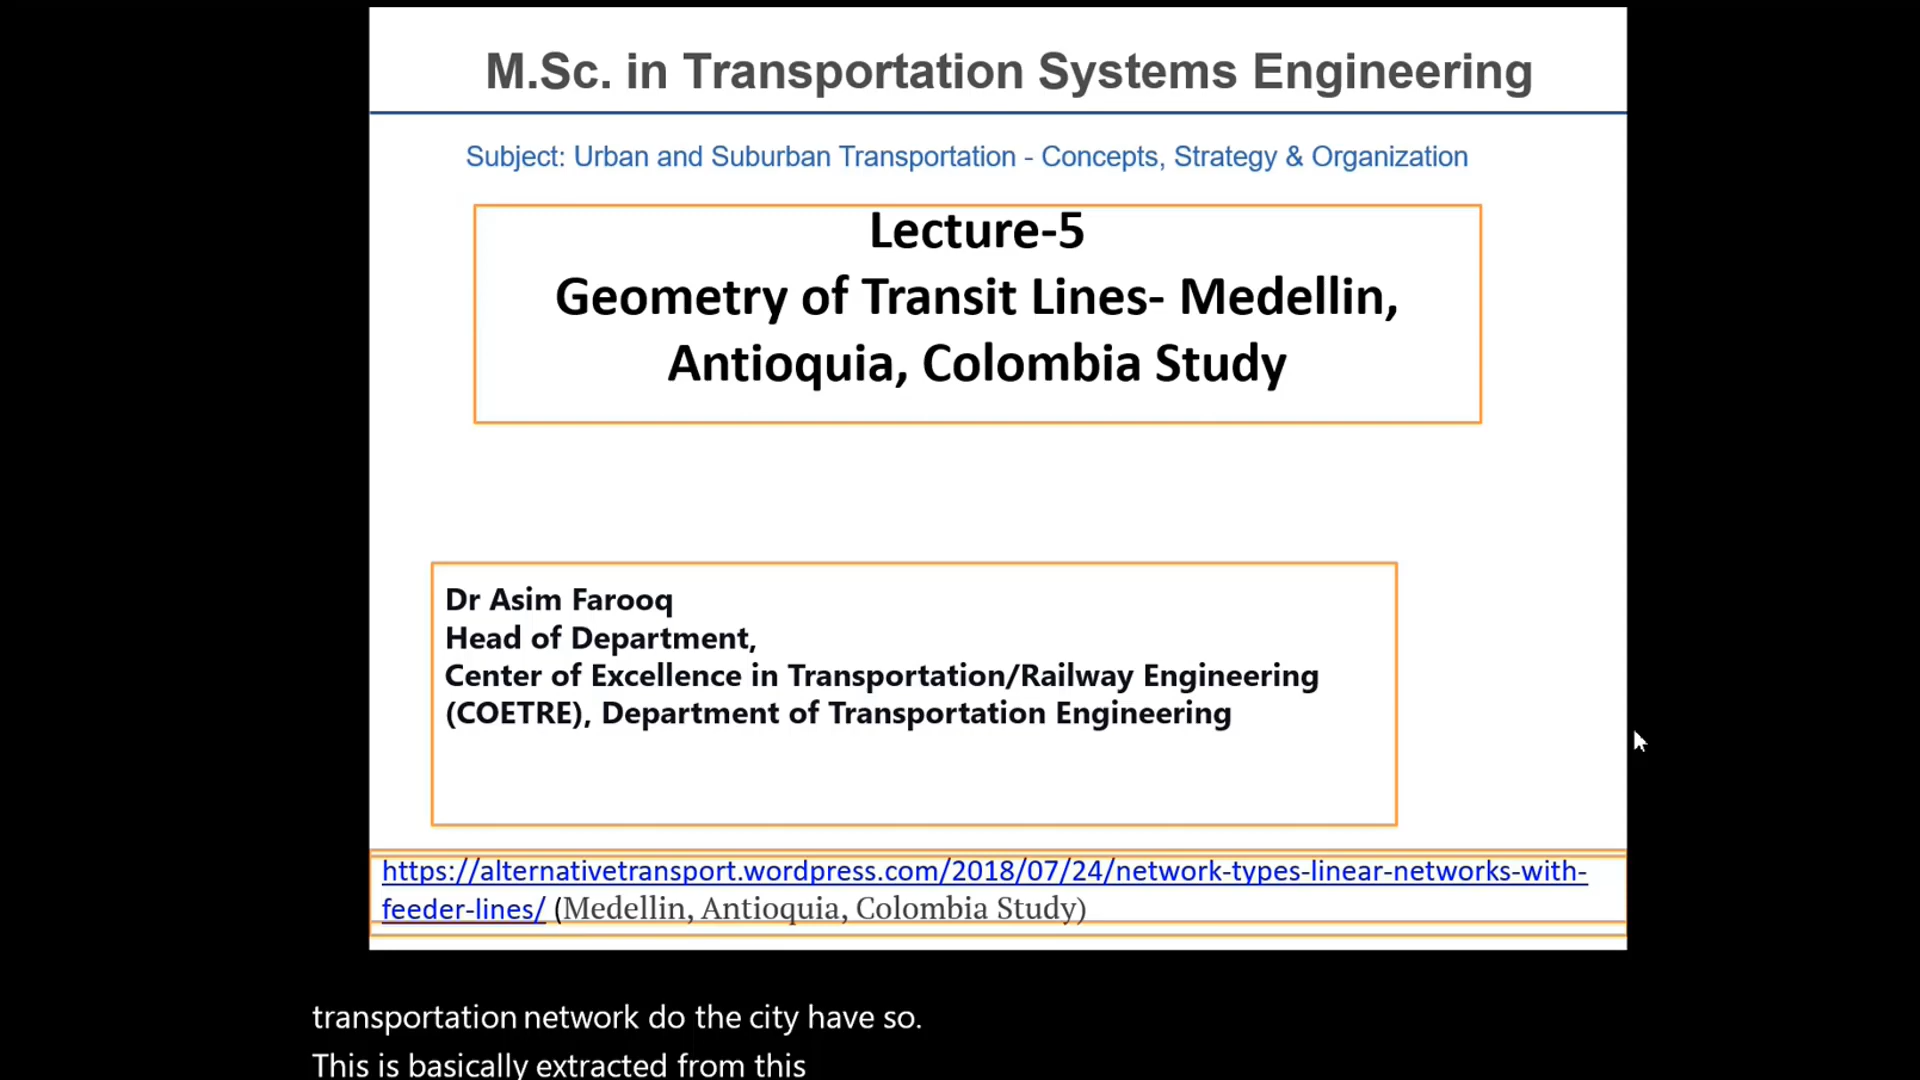 M.Sc. in Transportation Systems Engineering
Subject: Urban and Suburban Transportation - Concepts, Strategy & Organization
Lecture-5
Geometry of Transit Lines- Medellin,
Antioquia, Colombia Study
Dr Asim Farooq
Head of Department,
Center of Excellence in Transportation/Railway Engineering
(COETRE), Department of Transportation Engineering
https://alternativetransport.wordpress.com/2018/07/24/network-types-linear-networks-with-
feeder-lines/ (Medellin, Antioquia, Colombia Study)
transportation network do the city have so.
This is basically extracted from this